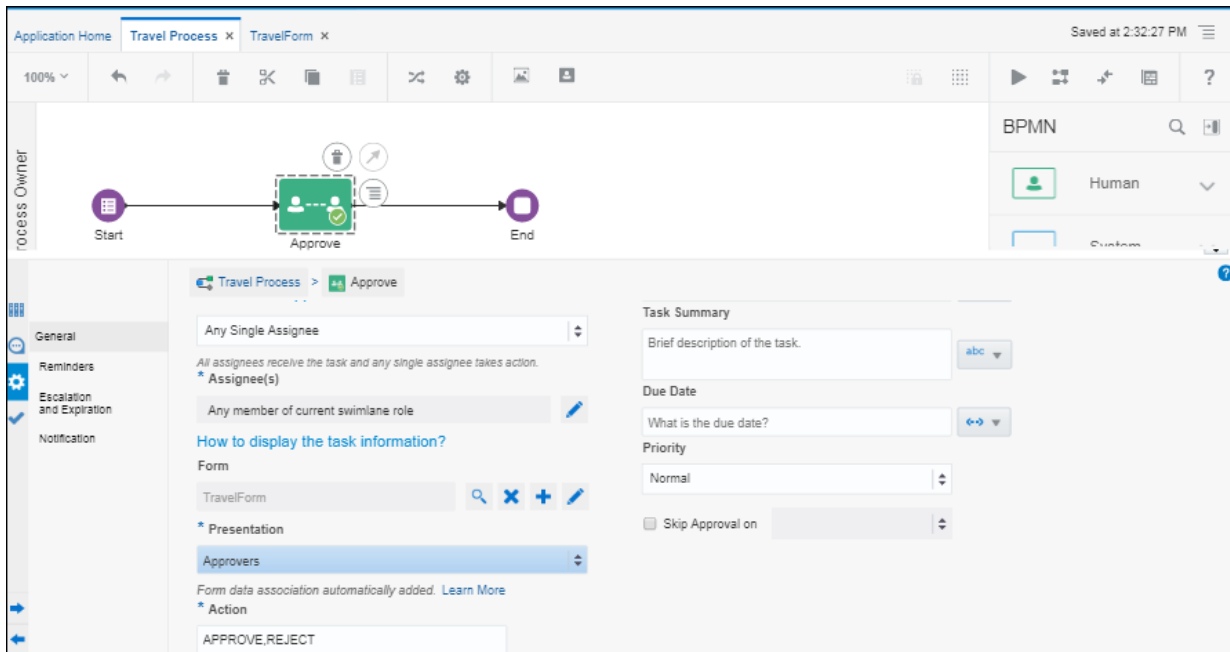 Application Home
Travel Process ×
TravelForm ×
Saved at 2:32:27 PM
100%
?
BPMN
Human
Process Owner
Start
Approve
End
?
Travel Process > Approve
General
Reminders
Escalation
and Expiration
Notification
Any Single Assignee
All assignees receive the task and any single assignee takes action.
* Assignee(s)
Any member of current swimlane role
How to display the task information?
Form
TravelForm
* Presentation
Approvers
Form data association automatically added. Learn More
* Action
APPROVE,REJECT
Task Summary
Brief description of the task.
abc
Due Date
What is the due date?
Priority
Normal
Skip Approval on